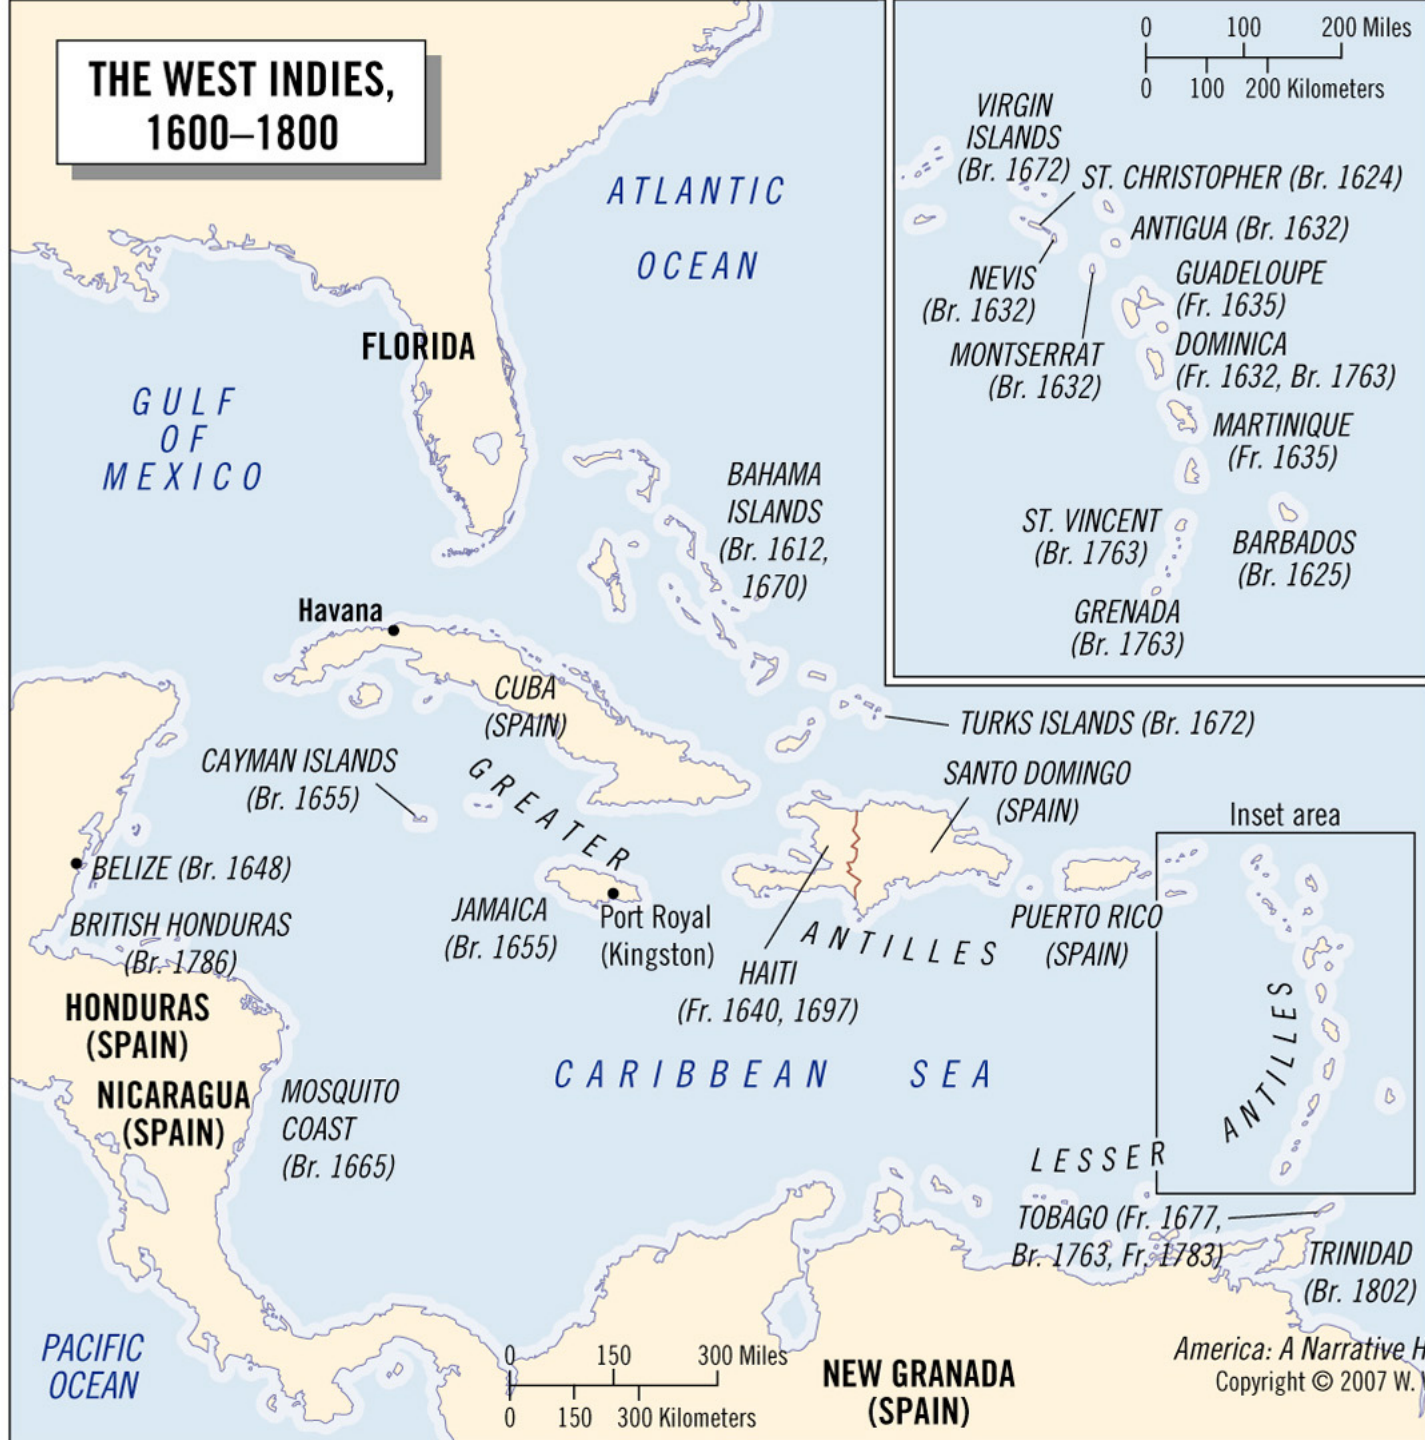 THE WEST INDIES,
1600–1800
ATLANTIC
OCEAN
FLORIDA
GULF
OF
MEXICO
BAHAMA
ISLANDS
(Br. 1612,
1670)
Havana
CUBA
(SPAIN)
CAYMAN ISLANDS
(Br. 1655)
GREATER
TURKS ISLANDS (Br. 1672)
SANTO DOMINGO
(SPAIN)
BELIZE (Br. 1648)
BRITISH HONDURAS
(Br. 1786)
JAMAICA
(Br. 1655)
Port Royal
(Kingston)
ANTILLES
HAITI
(Fr. 1640, 1697)
PUERTO RICO
(SPAIN)
HONDURAS
(SPAIN)
NICARAGUA
(SPAIN)
MOSQUITO
COAST
(Br. 1665)
CARIBBEAN SEA
LESSER
ANTILLES
Inset area
TOBAGO (Fr. 1677,
Br. 1763, Fr. 1783)
TRINIDAD
(Br. 1802)
PACIFIC
OCEAN
0 150 300 Miles
0 150 300 Kilometers
NEW GRANADA
(SPAIN)
America: A Narrative H
Copyright © 2007 W.
0 100 200 Miles
0 100 200 Kilometers
VIRGIN
ISLANDS
(Br. 1672)
ST. CHRISTOPHER (Br. 1624)
ANTIGUA (Br. 1632)
NEVIS
(Br. 1632)
GUADELOUPE
(Fr. 1635)
MONTSERRAT
(Br. 1632)
DOMINICA
(Fr. 1632, Br. 1763)
MARTINIQUE
(Fr. 1635)
ST. VINCENT
(Br. 1763)
BARBADOS
(Br. 1625)
GRENADA
(Br. 1763)